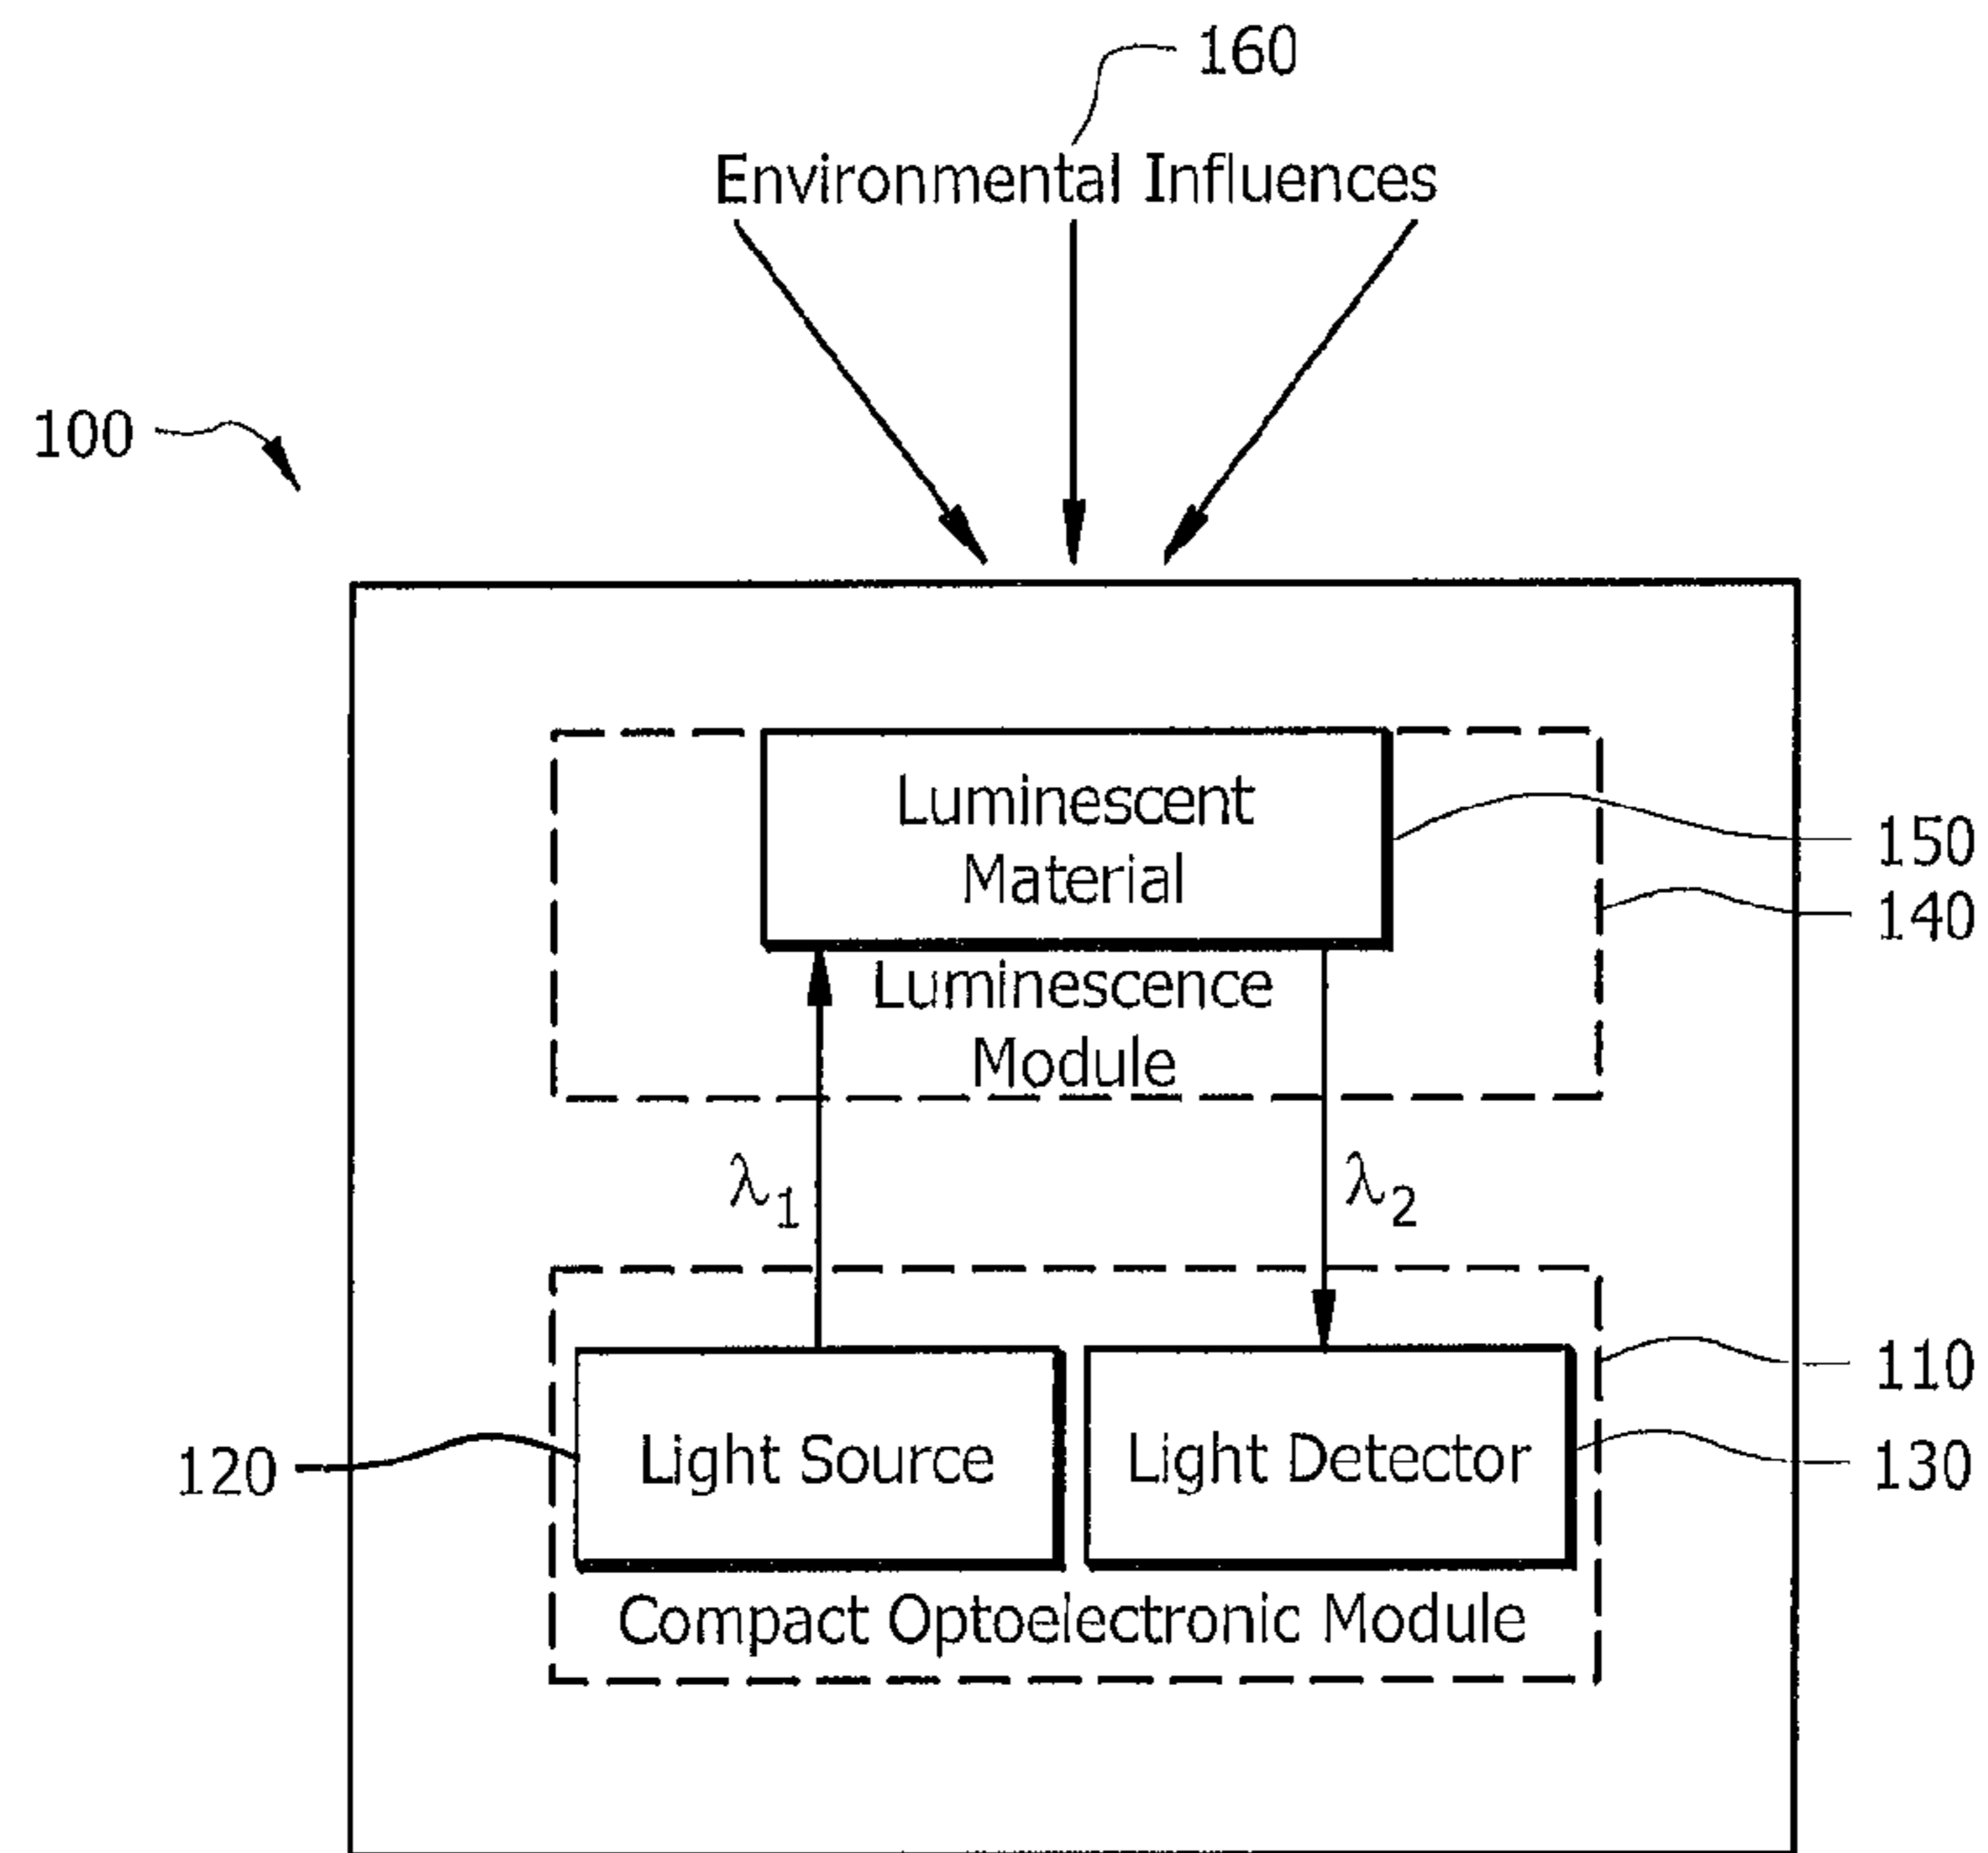 160
Environmental Influences
100
Luminescent
Material
150
140
Luminescence
Module
λ1
λ2
110
120
Light Source
Light Detector
130
Compact Optoelectronic Module